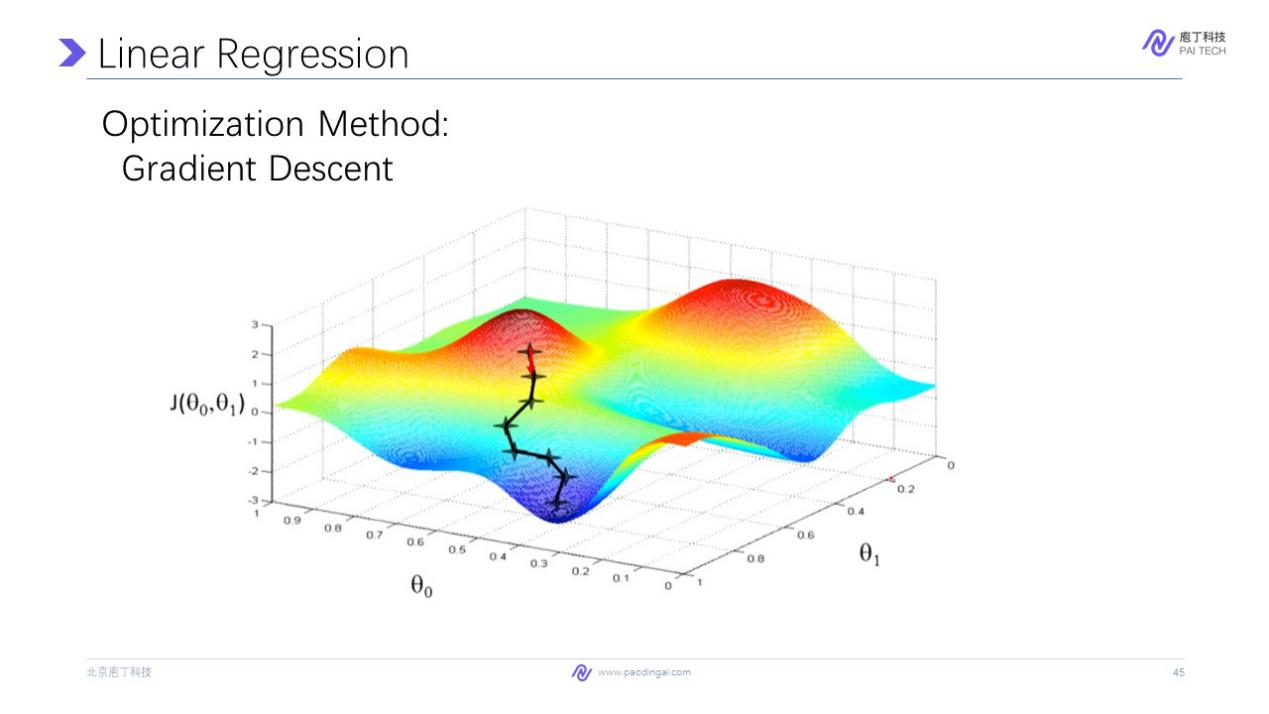 Linear Regression
庖丁科技
PAI TECH
Optimization Method:
Gradient Descent
3
2
1
0
-1
-2
-3
J(θ₀,θ₁)
1
0.9
0.8
0.7
0.6
0.5
0.4
0.3
0.2
0.1
0
θ₀
1
0.8
0.6
0.4
0.2
0
θ₁
北京庖丁科技
www.paodingai.com
45